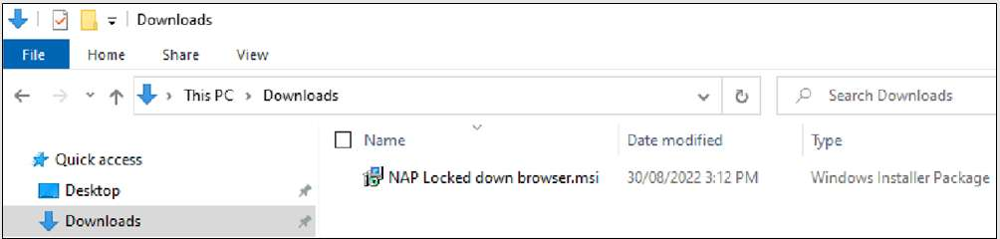 Downloads
File Home Share View
This PC Downloads Search Downloads
Name Date modified Type
Quick access
NAP Locked down browser.msi 30/08/2022 3:12 PM Windows Installer Package
Desktop
Downloads